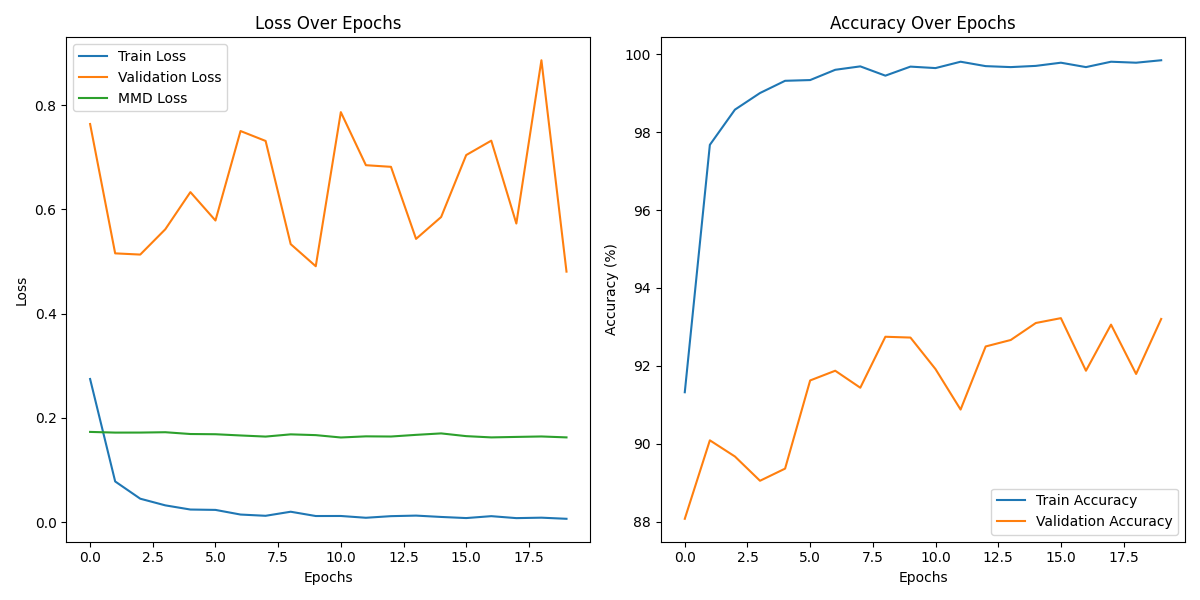 Loss Over Epochs
Train Loss
Validation Loss
MMD Loss
Loss
0.8
0.6
0.4
0.2
0.0
0.0 2.5 5.0 7.5 10.0 12.5 15.0 17.5
Epochs
Accuracy Over Epochs
Accuracy (%)
100
98
96
94
92
90
88
Train Accuracy
Validation Accuracy
0.0 2.5 5.0 7.5 10.0 12.5 15.0 17.5
Epochs